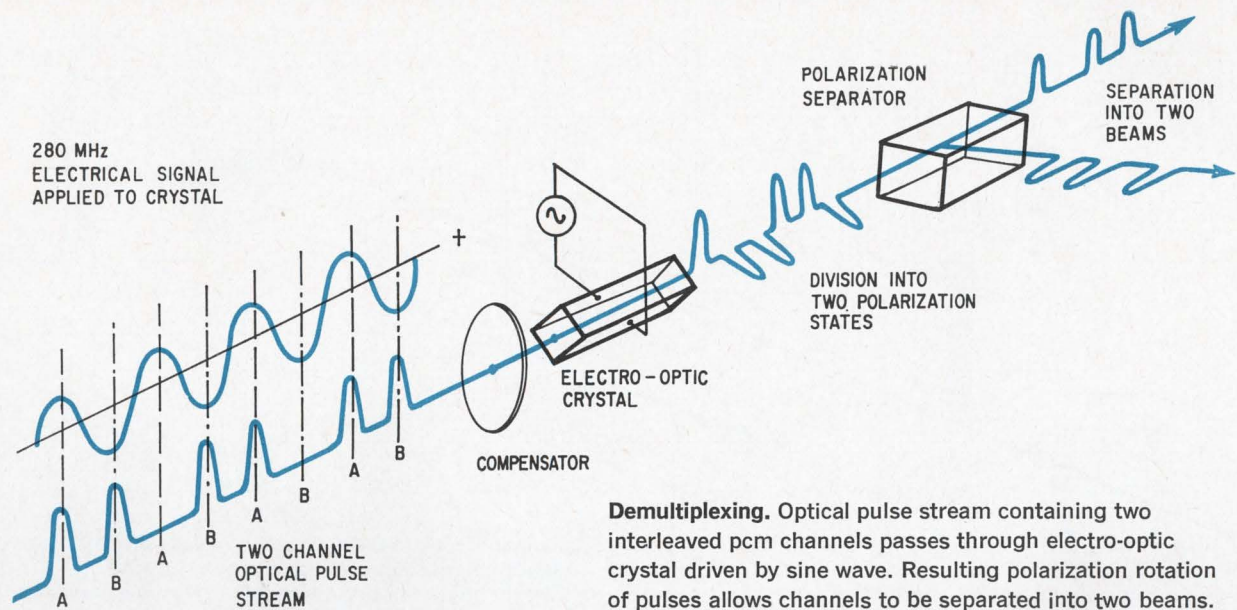 280 MHz
ELECTRICAL SIGNAL
APPLIED TO CRYSTAL
+
POLARIZATION
SEPARATOR
SEPARATION
INTO TWO
BEAMS
DIVISION INTO
TWO POLARIZATION
STATES
ELECTRO-OPTIC
CRYSTAL
COMPENSATOR
A
B
A
B
A
B
A
B
TWO CHANNEL
OPTICAL PULSE
STREAM
Demultiplexing. Optical pulse stream containing two
interleaved pcm channels passes through electro-optic
crystal driven by sine wave. Resulting polarization rotation
of pulses allows channels to be separated into two beams.